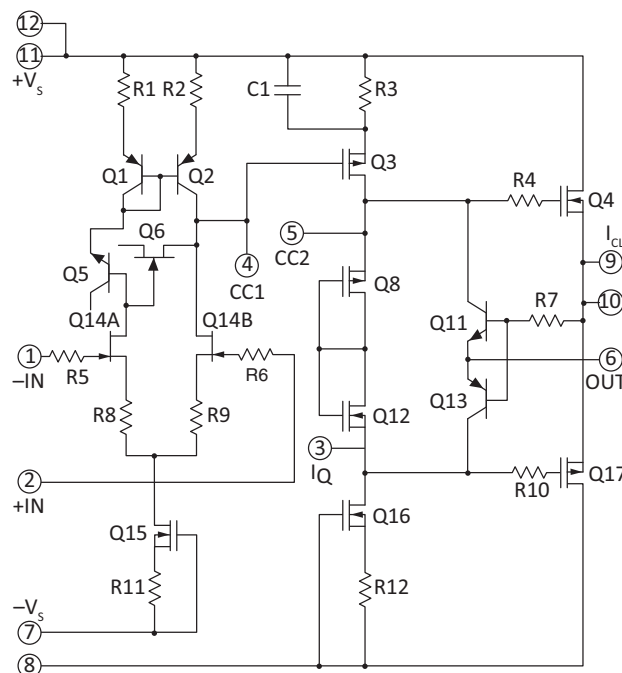 12
11
+Vs
R1
R2
C1
R3
Q1
Q2
Q3
R4
Q4
Q6
4
CC1
5
CC2
ICL
9
Q5
Q8
10
Q14A
Q14B
Q11
R7
1
–IN
R5
R6
6
OUT
R8
R9
Q12
Q13
3
IQ
2
+IN
R10
Q17
Q15
Q16
R11
R12
–Vs
7
8